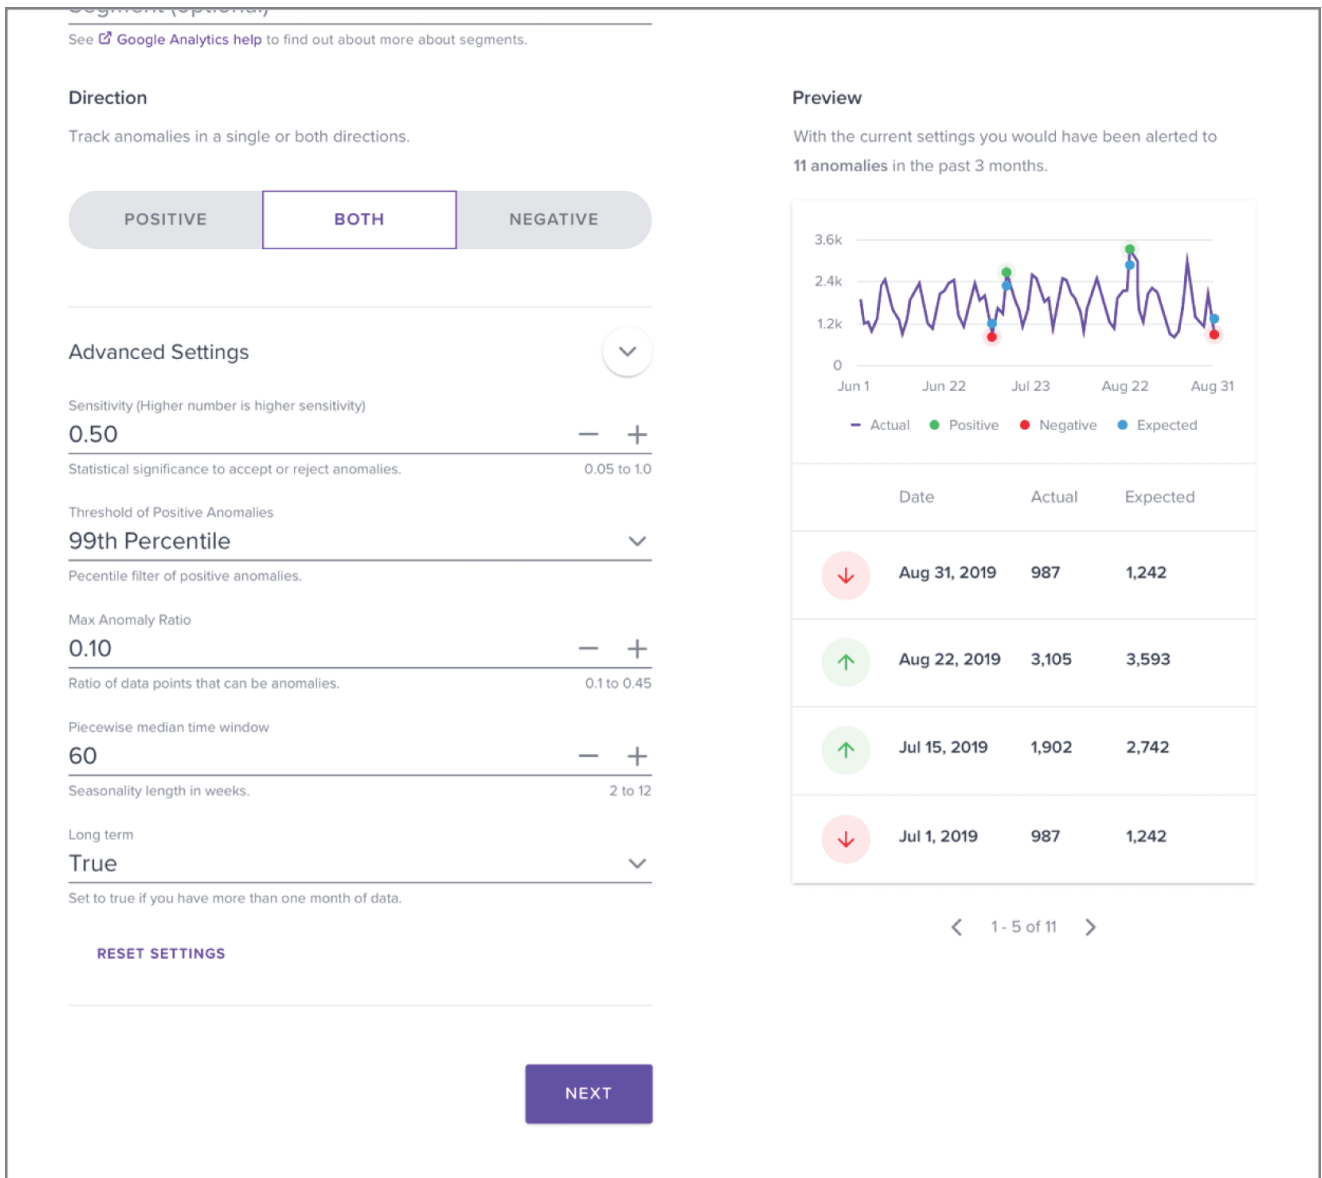 Segment (optional)
See Google Analytics help to find out about more about segments.
Direction
Track anomalies in a single or both directions.
POSITIVE BOTH NEGATIVE
Advanced Settings
Sensitivity (Higher number is higher sensitivity)
0.50
Statistical significance to accept or reject anomalies. 0.05 to 1.0
Threshold of Positive Anomalies
99th Percentile
Pecentile filter of positive anomalies.
Max Anomaly Ratio
0.10
Ratio of data points that can be anomalies. 0.1 to 0.45
Piecewise median time window
60
Seasonality length in weeks. 2 to 12
Long term
True
Set to true if you have more than one month of data.
RESET SETTINGS
NEXT
Preview
With the current settings you would have been alerted to
11 anomalies in the past 3 months.
3.6k
2.4k
1.2k
0
Jun 1 Jun 22 Jul 23 Aug 22 Aug 31
Actual Positive Negative Expected
Date Actual Expected
Aug 31, 2019 987 1,242
Aug 22, 2019 3,105 3,593
Jul 15, 2019 1,902 2,742
Jul 1, 2019 987 1,242
1 - 5 of 11